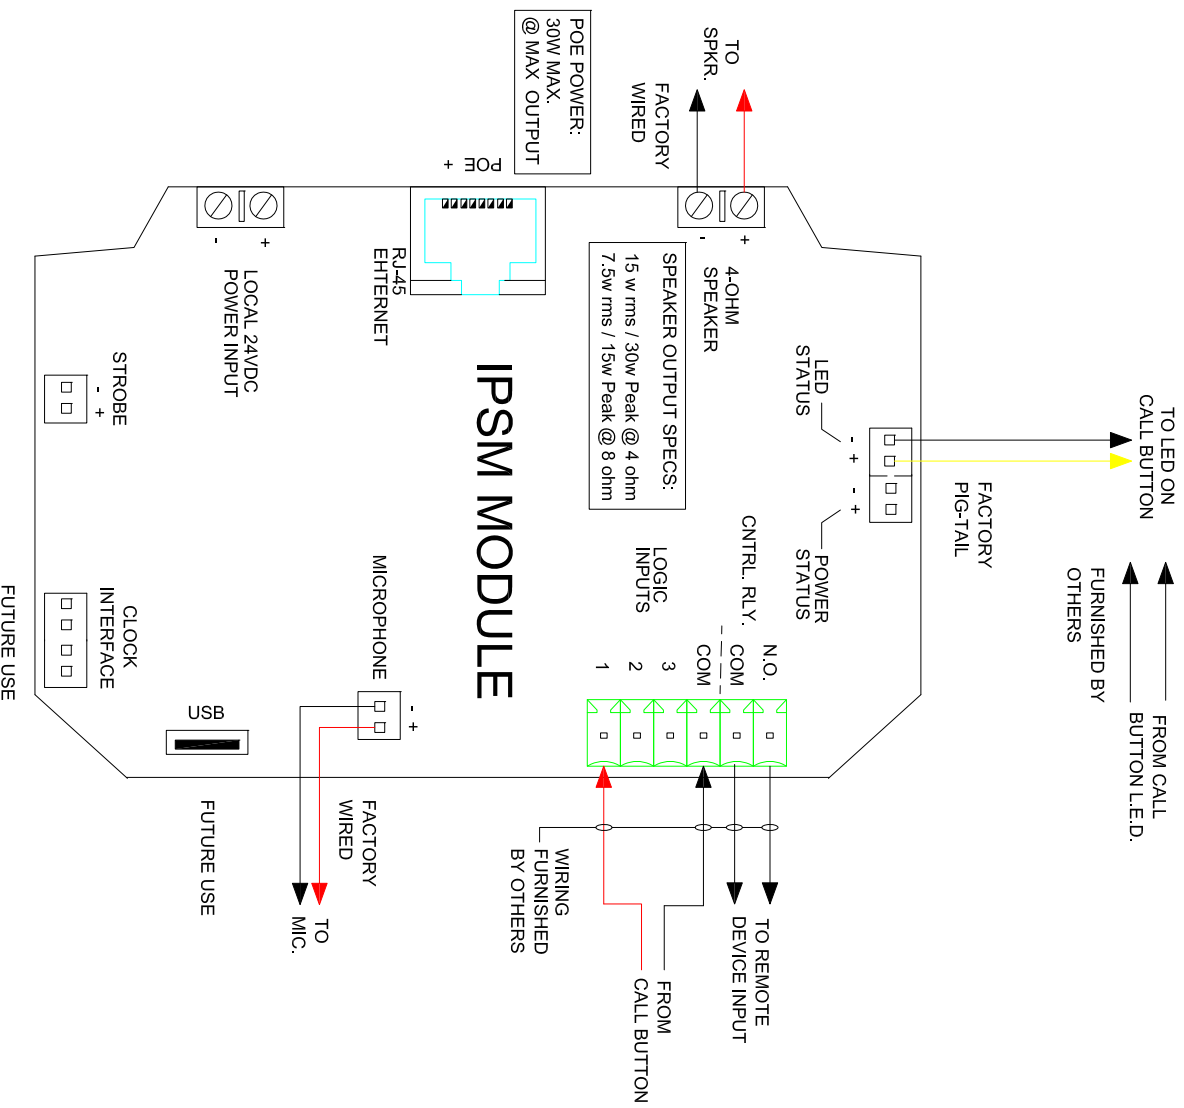 TO LED ON
CALL BUTTON
FROM CALL
BUTTON L.E.D.
FURNISHED BY
OTHERS
FACTORY
PIG-TAIL
LED
STATUS
- +
- +
POWER
STATUS
TO
SPKR.
FACTORY
WIRED
+
-
4-OHM
SPEAKER
SPEAKER OUTPUT SPECS:
15 w rms / 30w Peak @ 4 ohm
7.5w rms / 15w Peak @ 8 ohm
POE POWER:
30W MAX.
@ MAX OUTPUT
POE +
RJ-45
EHTERNET
IPSM MODULE
CNTRL. RLY.
N.O.
COM
COM
LOGIC
INPUTS
3
2
1
TO REMOTE
DEVICE INPUT
FROM
CALL BUTTON
WIRING
FURNISHED
BY OTHERS
+
-
LOCAL 24VDC
POWER INPUT
MICROPHONE
- +
FACTORY
WIRED
TO
MIC.
USB
FUTURE USE
STROBE
- +
CLOCK
INTERFACE
FUTURE USE